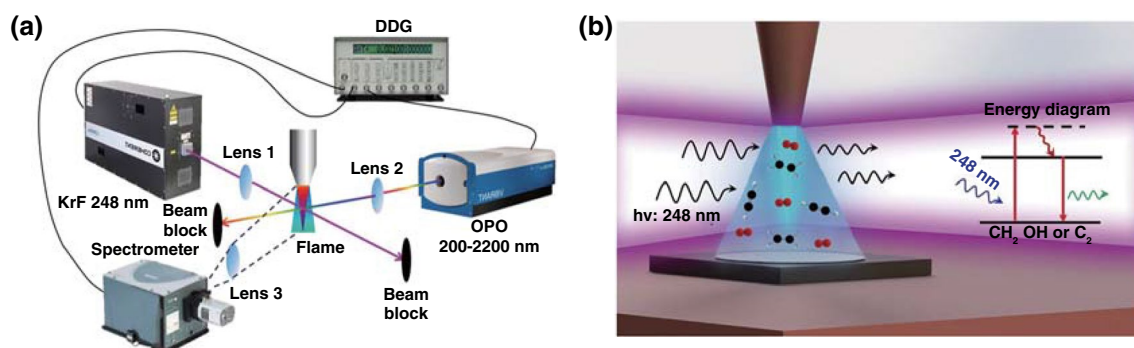 (a)
DDG
Lens 1
Lens 2
KrF 248 nm
Beam
block
Flame
OPO
200-2200 nm
Spectrometer
Lens 3
Beam
block
(b)
Energy diagram
248 nm
hv: 248 nm
CH₂ OH or C₂